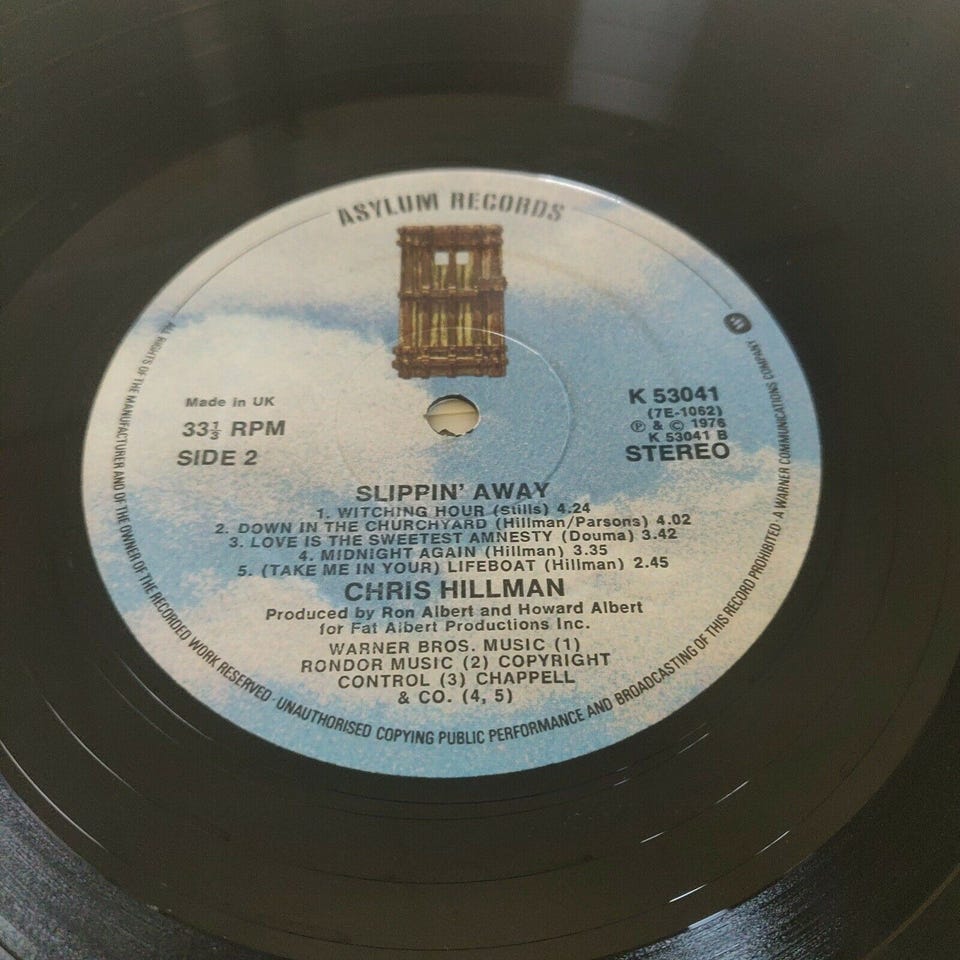 ASYLUM RECORDS
Made in UK
33⅓ RPM
SIDE 2
K 53041
(7E-1062)
℗ & © 1976
K 53041 B
STEREO
SLIPPIN' AWAY
1. WITCHING HOUR (Stills) 4.24
2. DOWN IN THE CHURCHYARD (Hillman/Parsons) 4.02
3. LOVE IS THE SWEETEST AMNESTY (Douma) 3.42
4. MIDNIGHT AGAIN (Hillman) 3.35
5. (TAKE ME IN YOUR) LIFEBOAT (Hillman) 2.45
CHRIS HILLMAN
Produced by Ron Albert and Howard Albert
for Fat Albert Productions Inc.
WARNER BROS. MUSIC (1)
RONDOR MUSIC (2) COPYRIGHT
CONTROL (3) CHAPPELL
& CO. (4, 5)
ALL RIGHTS OF THE MANUFACTURER AND OF THE OWNER OF THE RECORDED WORK RESERVED · UNAUTHORISED COPYING PUBLIC PERFORMANCE AND BROADCASTING OF THIS RECORD PROHIBITED · A WARNER COMMUNICATIONS COMPANY